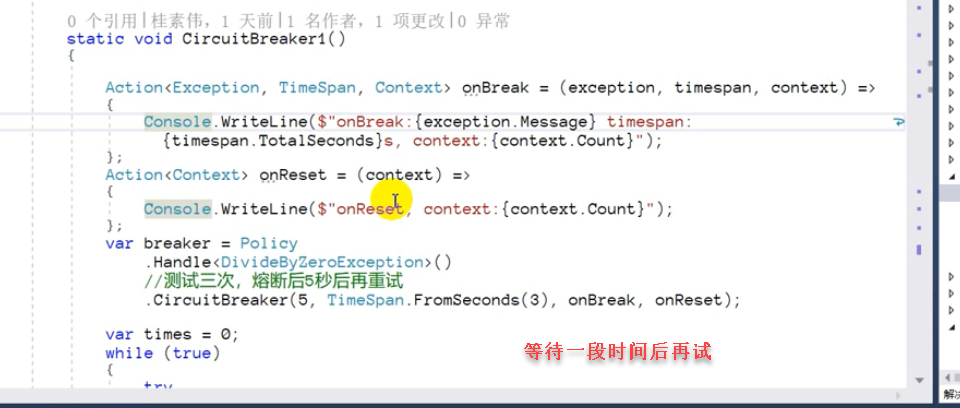 0 个引用|桂素伟，1 天前|1 名作者，1 项更改|0 异常
static void CircuitBreaker1()
{
Action<Exception, TimeSpan, Context> onBreak = (exception, timespan, context) =>
{
Console.WriteLine($"onBreak:{exception.Message} timespan:
{timespan.TotalSeconds}s, context:{context.Count}");
};
Action<Context> onReset = (context) =>
{
Console.WriteLine($"onReset, context:{context.Count}");
};
var breaker = Policy
.Handle<DivideByZeroException>()
//测试三次，熔断后5秒后再重试
.CircuitBreaker(5, TimeSpan.FromSeconds(3), onBreak, onReset);
var times = 0;
while (true)
{
try
等待一段时间后再试
解决